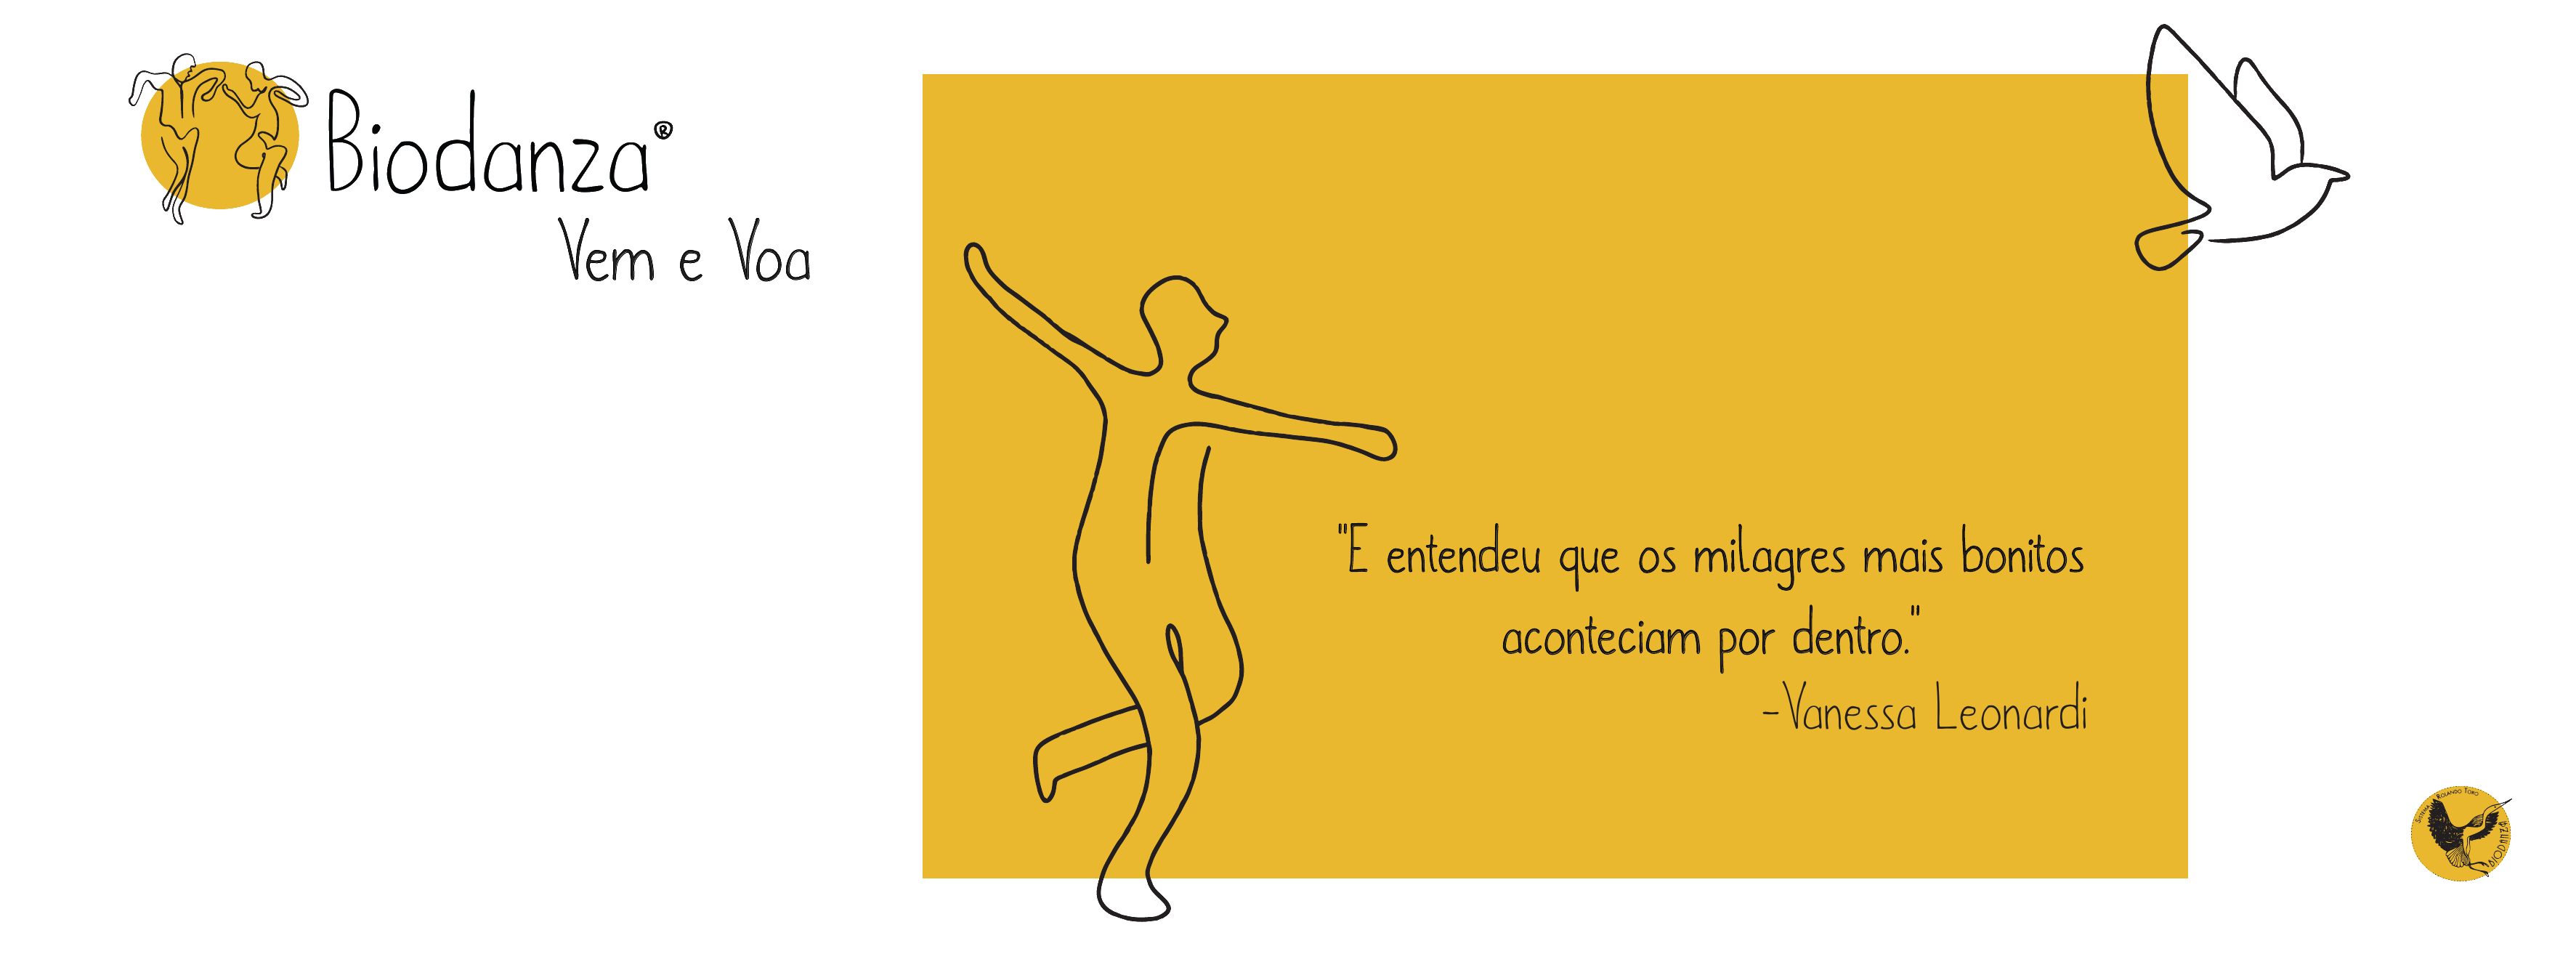 Biodanza®
Vem e Voa
"E entendeu que os milagres mais bonitos
aconteciam por dentro."
-Vanessa Leonardi
Sistema Rolando Toro
BIODANZA